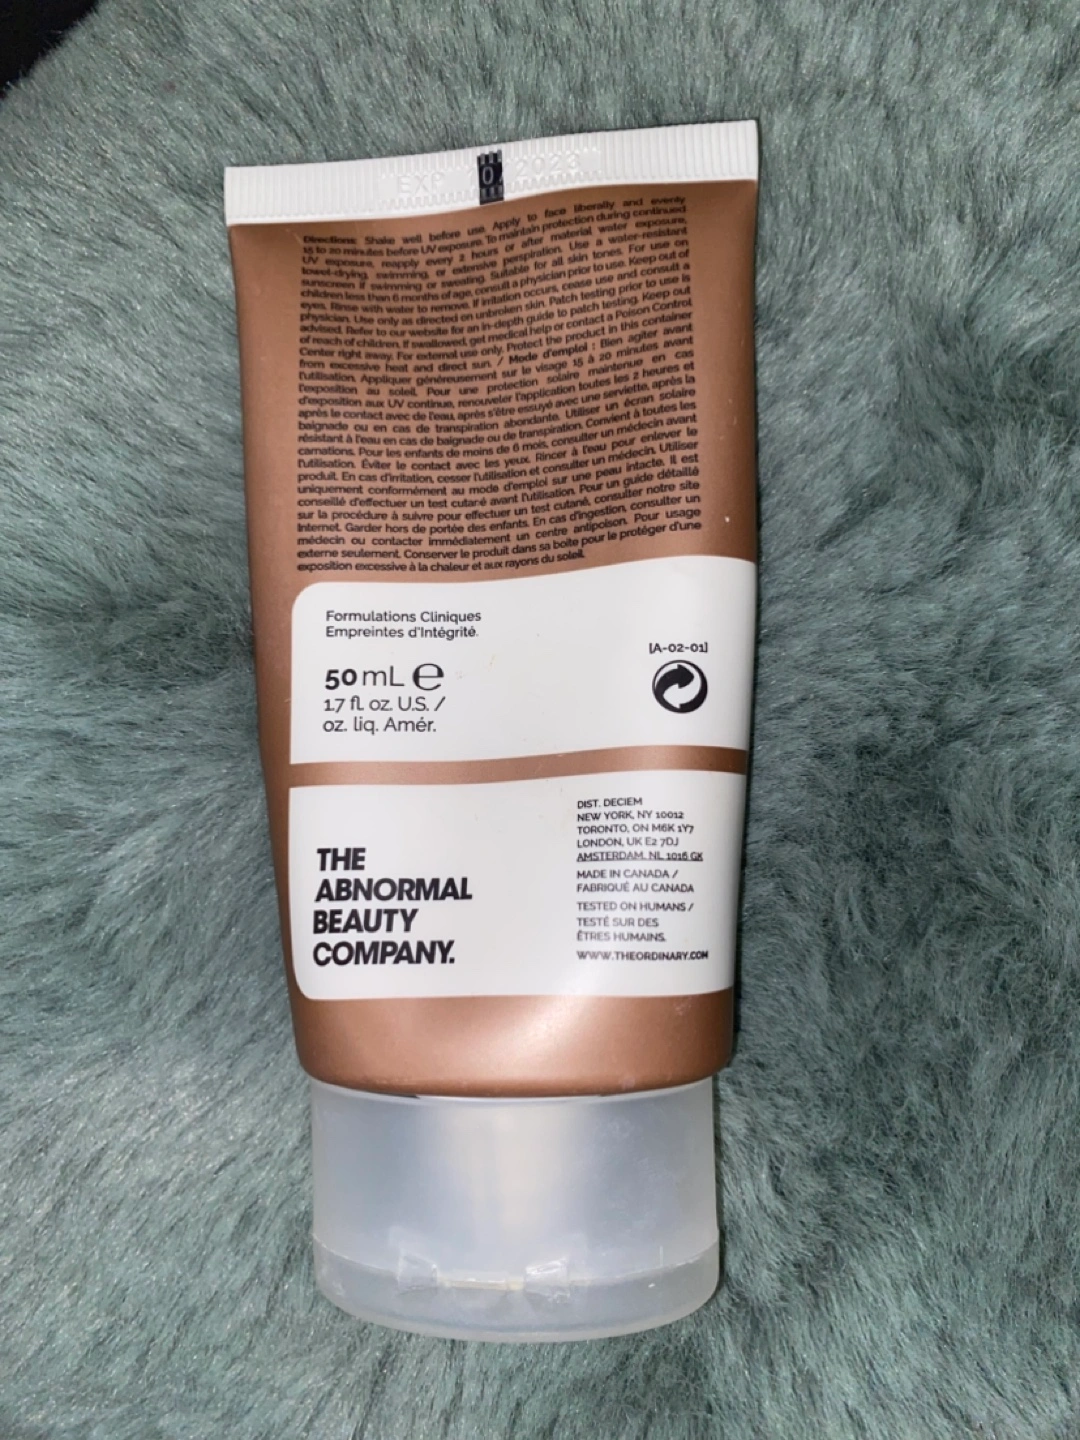 EXP 2023
Directions: Shake well before use. Apply to face liberally and evenly
15 to 20 minutes before UV exposure. To maintain protection during continued
UV exposure, reapply every 2 hours or after material water exposure,
towel-drying, swimming, or extensive perspiration. Use a water-resistant
sunscreen if swimming or sweating. Suitable for all skin tones. For use on
children less than 6 months of age, consult a physician prior to use. Keep out of
eyes. Rinse with water to remove. If irritation occurs, cease use and consult a
physician. Use only as directed on unbroken skin. Patch testing prior to use is
advised. Refer to our website for an in-depth guide to patch testing. Keep out
of reach of children. If swallowed, get medical help or contact a Poison Control
Center right away. For external use only. Protect the product in this container
from excessive heat and direct sun. / Mode d'emploi : Bien agiter avant
l'utilisation. Appliquer généreusement sur le visage 15 à 20 minutes avant
l'exposition au soleil. Pour une protection solaire maintenue en cas
d'exposition aux UV continue, renouveler l'application toutes les 2 heures et
après le contact avec de l'eau, après s'être essuyé avec une serviette, après la
baignade ou en cas de transpiration abondante. Utiliser un écran solaire
résistant à l'eau en cas de baignade ou de transpiration. Convient à toutes les
carnations. Pour les enfants de moins de 6 mois, consulter un médecin avant
l'utilisation. Éviter le contact avec les yeux. Rincer à l'eau pour enlever le
produit. En cas d'irritation, cesser l'utilisation et consulter un médecin. Utiliser
uniquement conformément au mode d'emploi sur une peau intacte. Il est
conseillé d'effectuer un test cutané avant l'utilisation. Pour un guide détaillé
sur la procédure à suivre pour effectuer un test cutané, consulter notre site
Internet. Garder hors de portée des enfants. En cas d'ingestion, consulter un
médecin ou contacter immédiatement un centre antipoison. Pour usage
externe seulement. Conserver le produit dans sa boîte pour le protéger d'une
exposition excessive à la chaleur et aux rayons du soleil.
Formulations Cliniques
Empreintes d'Intégrité.
[A-02-01]
50 mL ℮
1.7 fl. oz. U.S. /
oz. liq. Amér.
THE
ABNORMAL
BEAUTY
COMPANY.
DIST. DECIEM
NEW YORK, NY 10012
TORONTO, ON M6K 1Y7
LONDON, UK E2 7DJ
AMSTERDAM, NL 1016 GK
MADE IN CANADA /
FABRIQUÉ AU CANADA
TESTED ON HUMANS /
TESTÉ SUR DES
ÊTRES HUMAINS.
WWW.THEORDINARY.COM